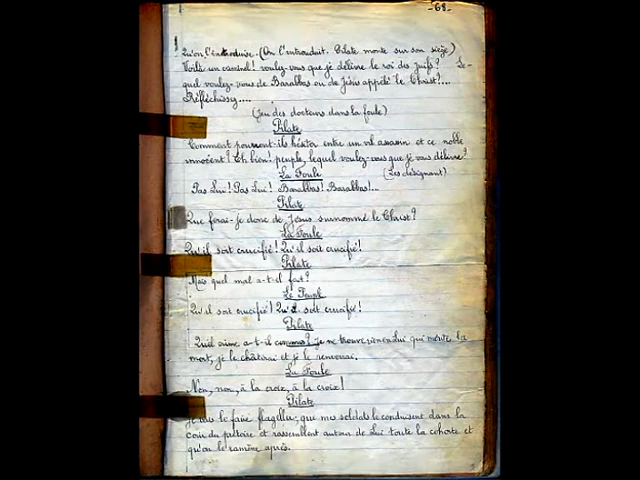 -68-
Qu'on l'introduise. (On l'introduit. Pilate monte sur son siège)
Voilà un criminel! voulez-vous que je délivre le roi des Juifs? Le-
quel voulez-vous de Barabbas ou de Jésus appelé le Christ?...
Réfléchissez....
(Jeu des docteurs dans la foule)
Pilate
Comment pourront-ils hésiter entre un vil assassin et ce noble
innocent? Eh bien! peuple, lequel voulez-vous que je vous délivre?
La Foule (Les désignant)
Pas Lui! Pas Lui! Barabbas! Barabbas!...
Pilate
Que ferai-je donc de Jésus surnommé le Christ?
La Foule
Qu'il soit crucifié! Qu'il soit crucifié!
Pilate
Mais quel mal a-t-il fait?
Le Peuple
Qu'il soit crucifié! Qu'il soit crucifié!
Pilate
Quel crime a-t-il commis? je ne trouve rien en Lui qui mérite la
mort, je le châtirai et je le renverrai.
La Foule
Non, non, à la croix, à la croix!
Pilate
Je vais le faire flageller, que mes soldats le conduisent dans la
cour du prétoire et rassemblent autour de Lui toute la cohorte et
qu'on le ramène après.